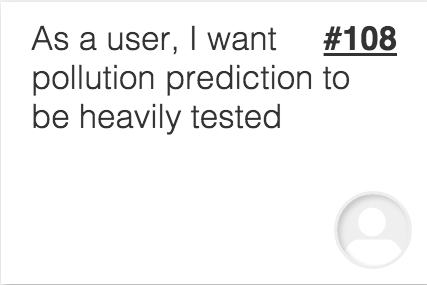 As a user, I want #108
pollution prediction to
be heavily tested